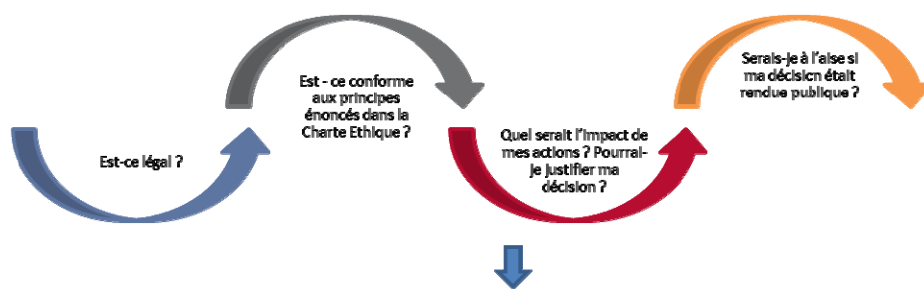 Est-ce légal ?
Est - ce conforme
aux principes
énoncés dans la
Charte Ethique ?
Quel serait l'impact de
mes actions ? Pourrai-
je justifier ma
décision ?
Serais-je à l'aise si
ma décision était
rendue publique ?